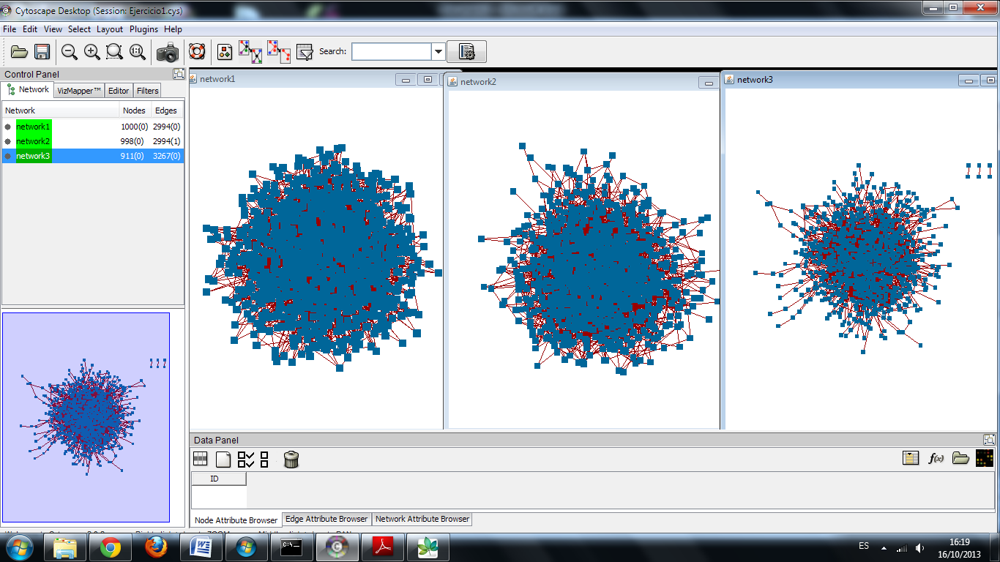 Cytoscape Desktop (Session: Ejercicio1.cys)
File Edit View Select Layout Plugins Help
Search:
Control Panel
Network VizMapper™ Editor Filters
Network Nodes Edges
network1 1000(0) 2994(0)
network2 998(0) 2994(1)
network3 911(0) 3267(0)
network1
network2
network3
Data Panel
f(x)
ID
Node Attribute Browser Edge Attribute Browser Network Attribute Browser
C:\_
ES
16:19
16/10/2013